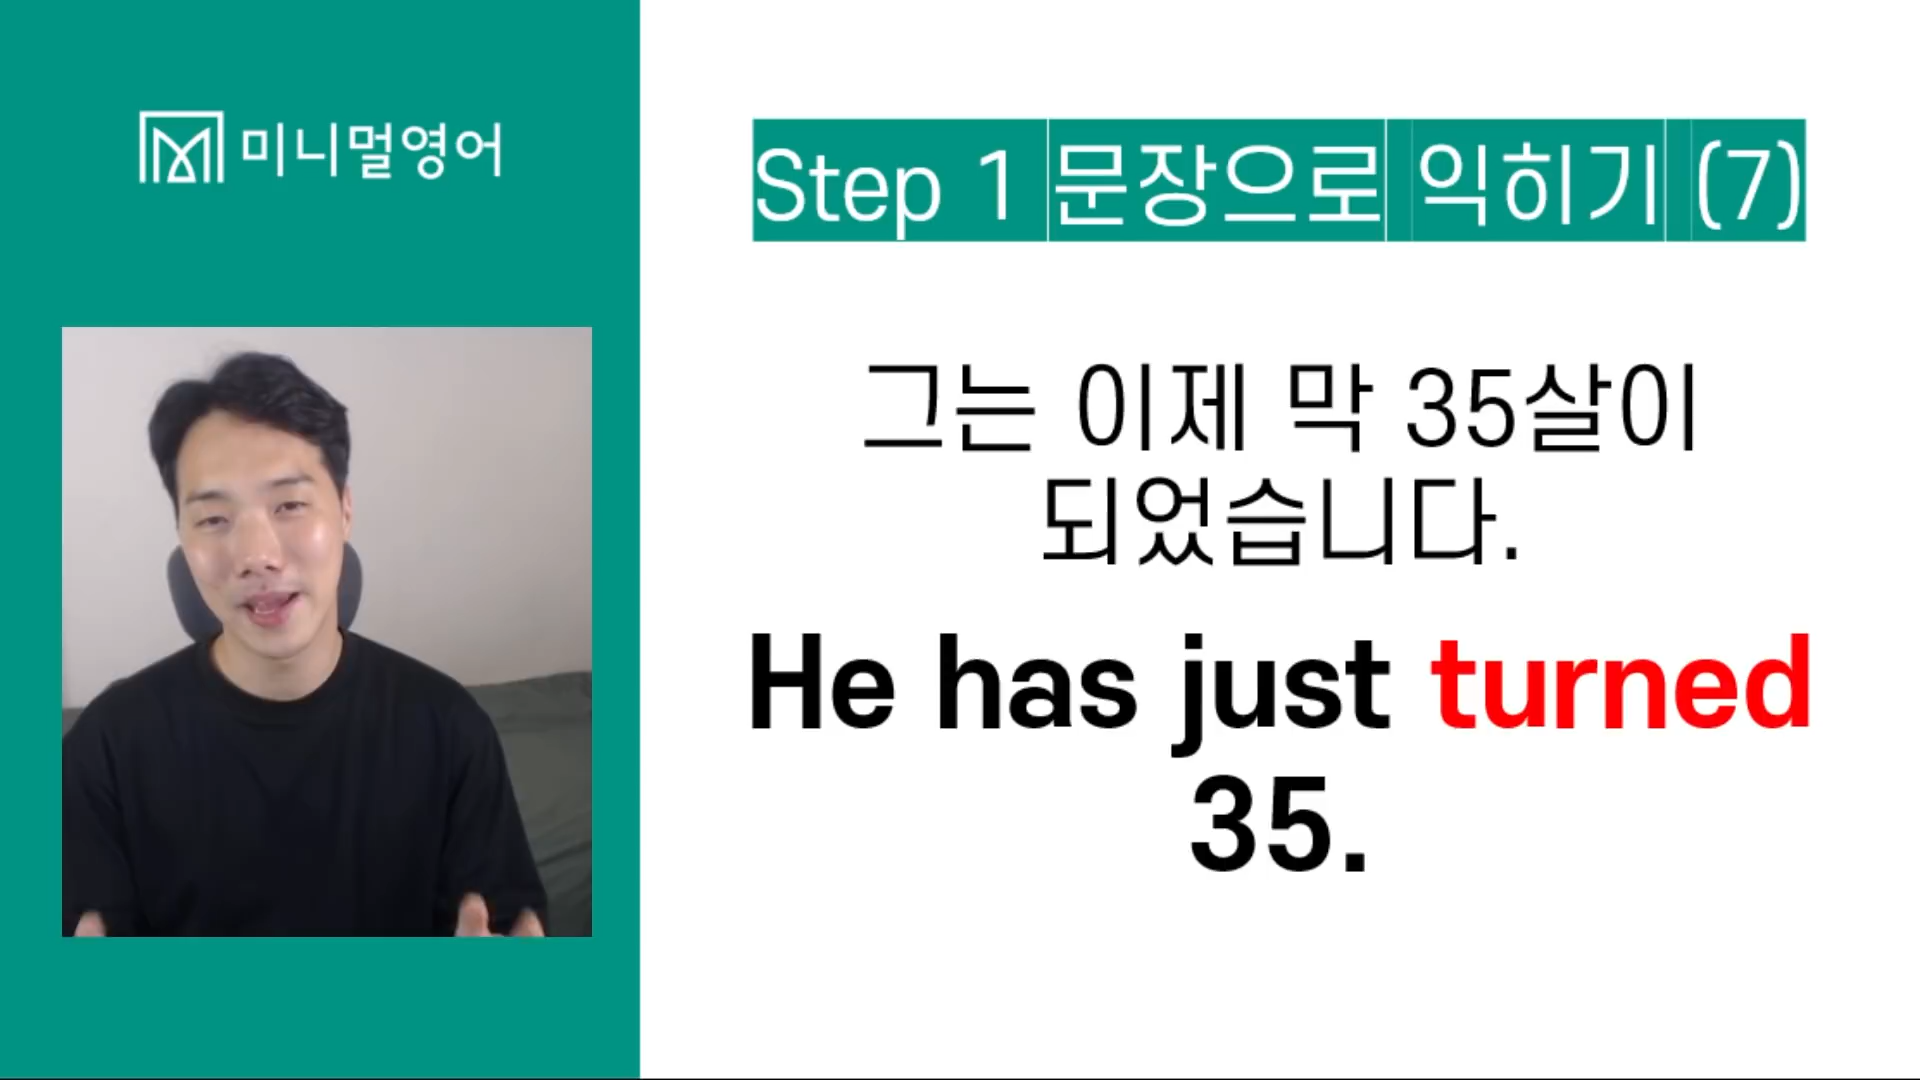 미니멀영어
Step 1 문장으로 익히기 (7)
그는 이제 막 35살이
되었습니다.
He has just turned
35.